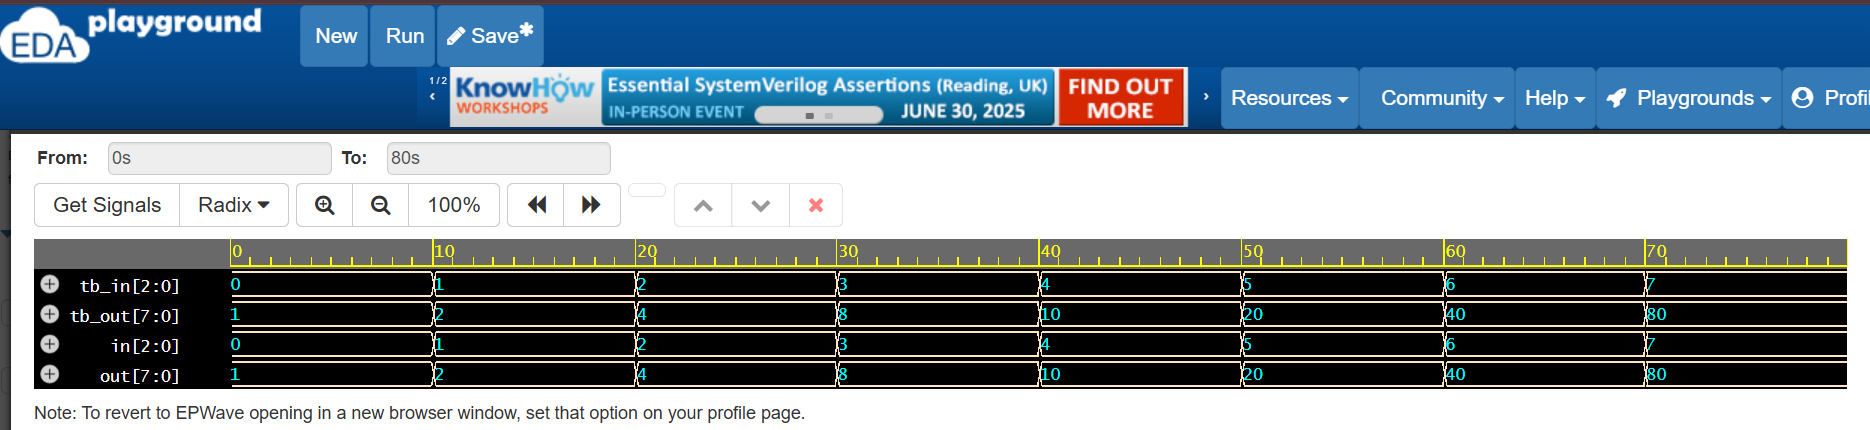 EDA playground
New Run Save*
1/2
‹ KnowHow WORKSHOPS Essential SystemVerilog Assertions (Reading, UK) FIND OUT MORE ›
IN-PERSON EVENT JUNE 30, 2025
Resources Community Help Playgrounds Profil
From: 0s To: 80s
Get Signals Radix 100%
0 10 20 30 40 50 60 70
tb_in[2:0] 0 1 2 3 4 5 6 7
tb_out[7:0] 1 2 4 8 10 20 40 80
in[2:0] 0 1 2 3 4 5 6 7
out[7:0] 1 2 4 8 10 20 40 80
Note: To revert to EPWave opening in a new browser window, set that option on your profile page.